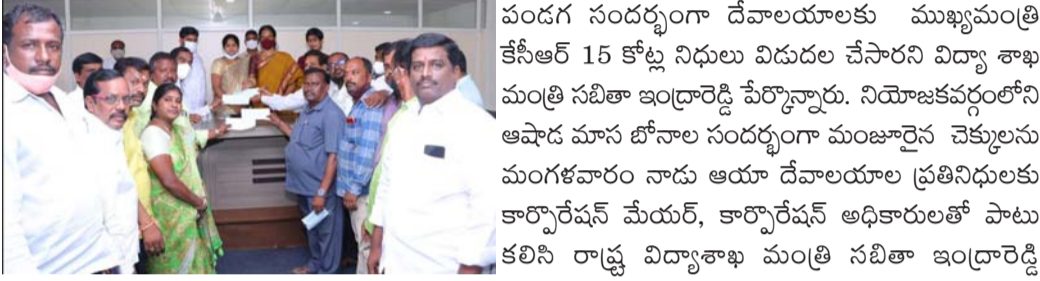 పండగ సందర్భంగా దేవాలయాలకు ముఖ్యమంత్రి
కేసీఆర్ 15 కోట్ల నిధులు విడుదల చేసారని విద్యా శాఖ
మంత్రి సబితా ఇంద్రారెడ్డి పేర్కొన్నారు. నియోజకవర్గంలోని
ఆషాడ మాస బోనాల సందర్భంగా మంజూరైన చెక్కులను
మంగళవారం నాడు ఆయా దేవాలయాల ప్రతినిధులకు
కార్పొరేషన్ మేయర్, కార్పొరేషన్ అధికారులతో పాటు
కలిసి రాష్ట్ర విద్యాశాఖ మంత్రి సబితా ఇంద్రారెడ్డి